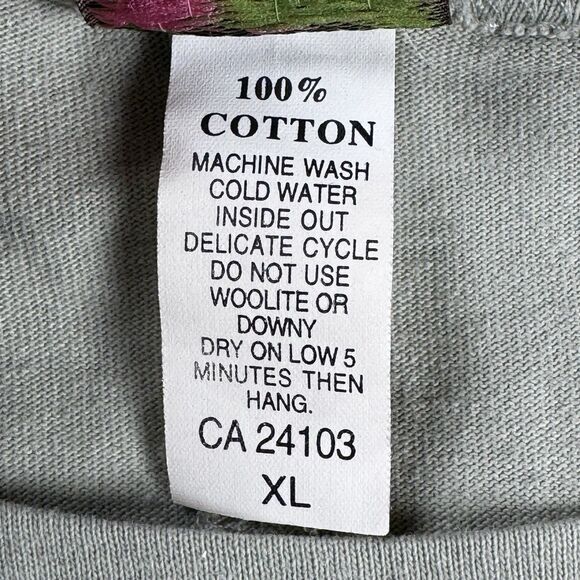 100%
COTTON
MACHINE WASH
COLD WATER
INSIDE OUT
DELICATE CYCLE
DO NOT USE
WOOLITE OR
DOWNY
DRY ON LOW 5
MINUTES THEN
HANG.
CA 24103
XL